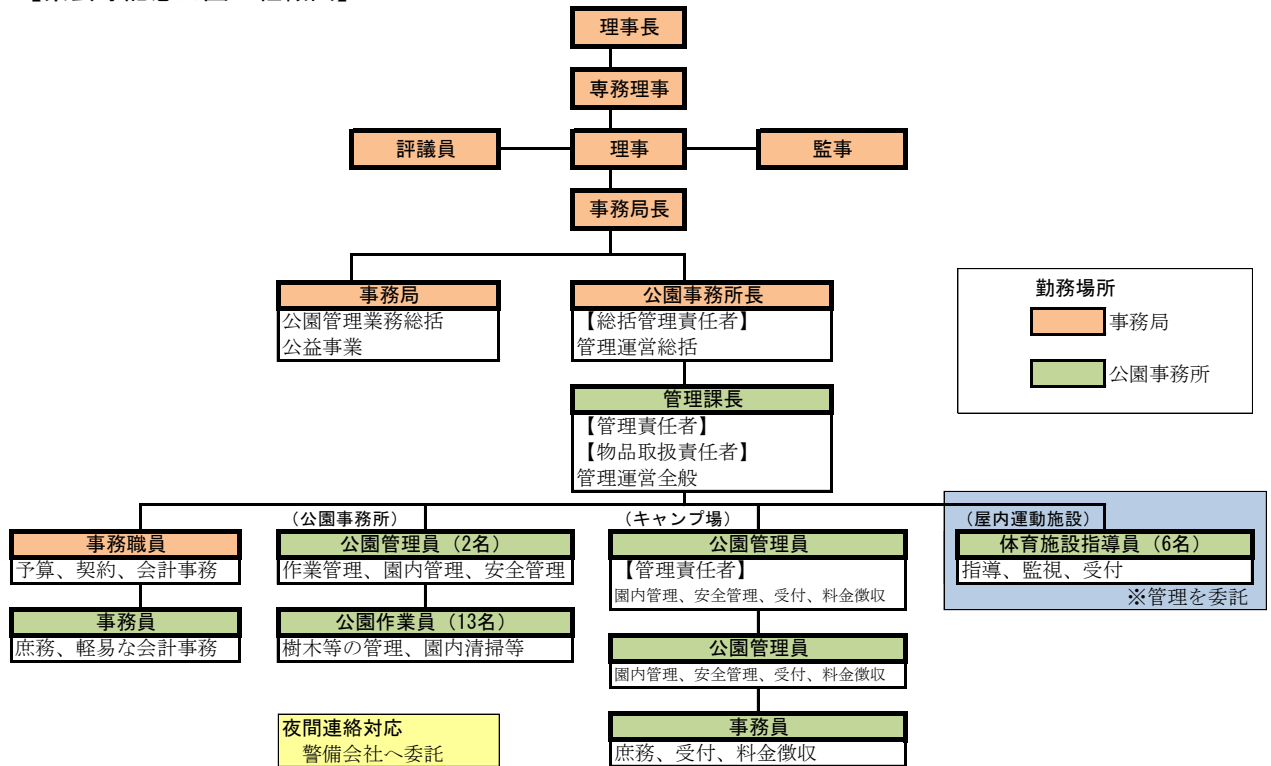 理事長
専務理事
評議員
理事
監事
事務局長
事務局
公園管理業務総括
公益事業
公園事務所長
【総括管理責任者】
管理運営総括
勤務場所
事務局
公園事務所
管理課長
【管理責任者】
【物品取扱責任者】
管理運営全般
事務職員
予算、契約、会計事務
事務員
庶務、軽易な会計事務
（公園事務所）
公園管理員（2名）
作業管理、園内管理、安全管理
公園作業員（13名）
樹木等の管理、園内清掃等
（キャンプ場）
公園管理員
【管理責任者】
園内管理、安全管理、受付、料金徴収
公園管理員
園内管理、安全管理、受付、料金徴収
事務員
庶務、受付、料金徴収
（屋内運動施設）
体育施設指導員（6名）
指導、監視、受付
※管理を委託
夜間連絡対応
警備会社へ委託